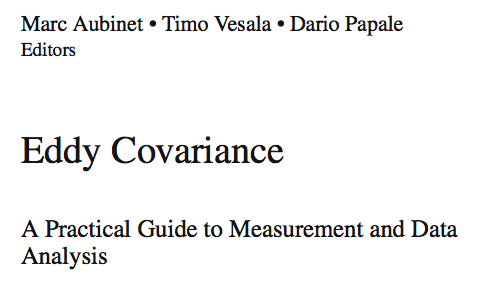 Marc Aubinet • Timo Vesala • Dario Papale
Editors
Eddy Covariance
A Practical Guide to Measurement and Data
Analysis